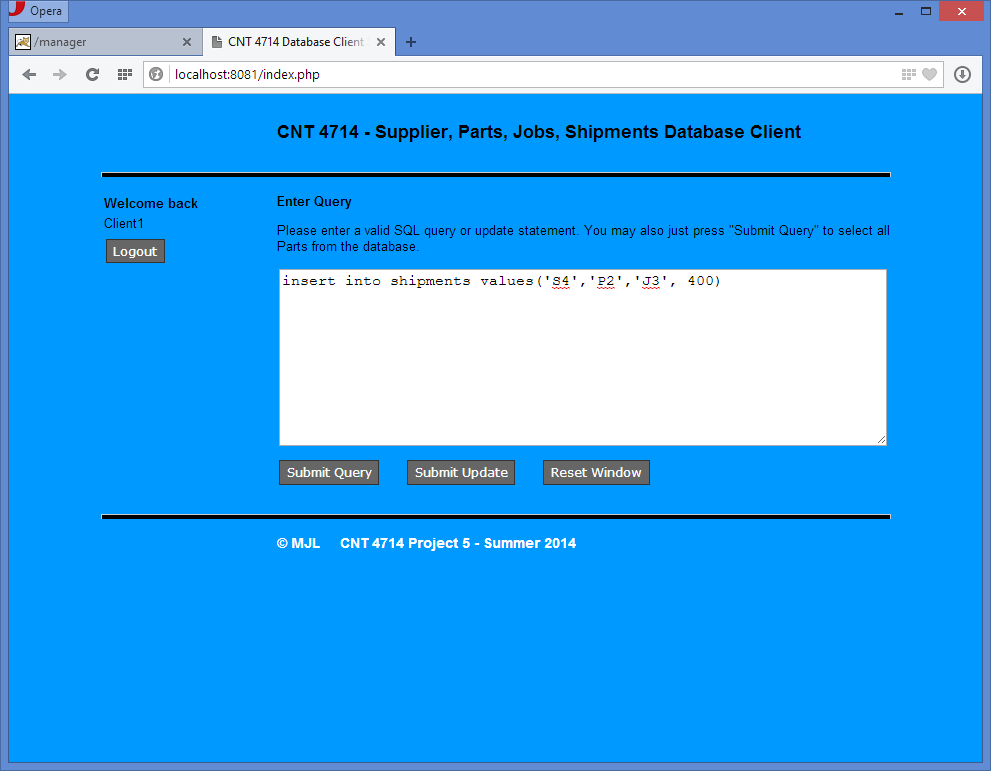 Opera
/manager
CNT 4714 Database Client
localhost:8081/index.php
CNT 4714 - Supplier, Parts, Jobs, Shipments Database Client
Welcome back
Client1
Logout
Enter Query
Please enter a valid SQL query or update statement. You may also just press "Submit Query" to select all
Parts from the database.
insert into shipments values('S4','P2','J3', 400)
Submit Query
Submit Update
Reset Window
© MJL CNT 4714 Project 5 - Summer 2014